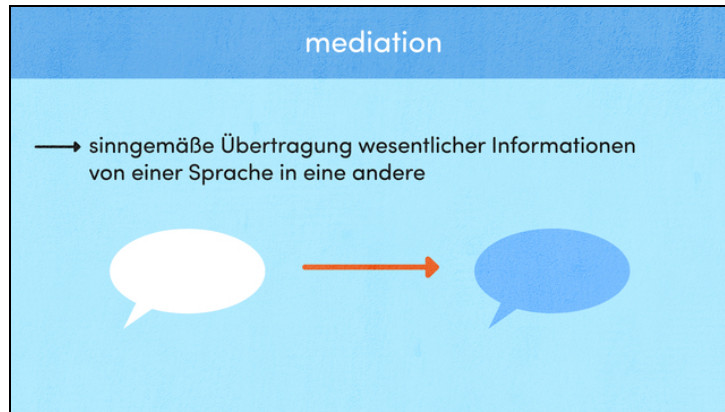 mediation
sinngemäße Übertragung wesentlicher Informationen
von einer Sprache in eine andere